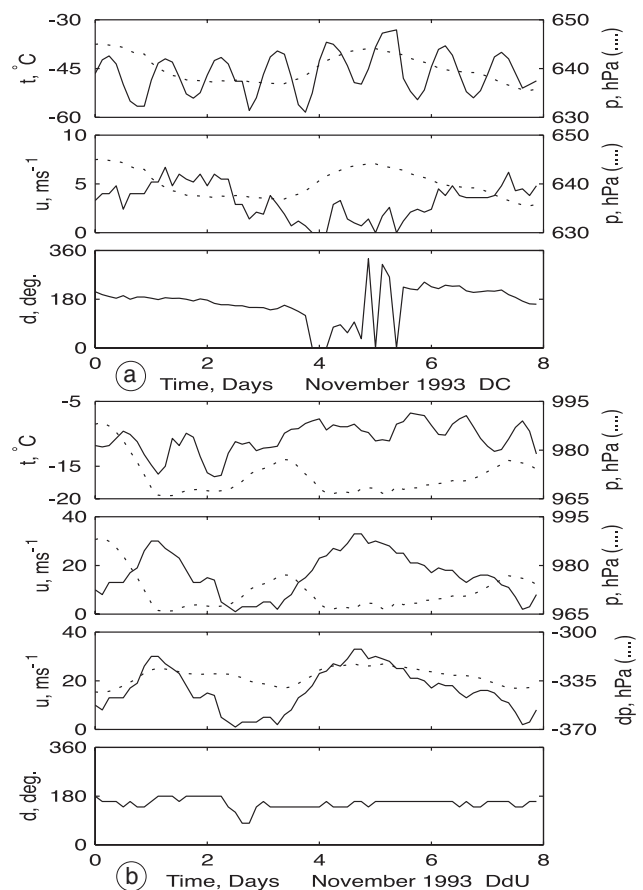 -30
-45
-60
t, °C
650
640
630
p, hPa (....)
10
5
0
u, ms-1
650
640
630
p, hPa (....)
360
180
0
d, deg.
0 2 4 6 8
a Time, Days November 1993 DC
-5
-15
-20
t, °C
995
980
965
p, hPa (....)
40
20
0
u, ms-1
995
980
965
p, hPa (....)
40
20
0
u, ms-1
-300
-335
-370
dp, hPa (....)
360
180
0
d, deg.
0 2 4 6 8
b Time, Days November 1993 DdU